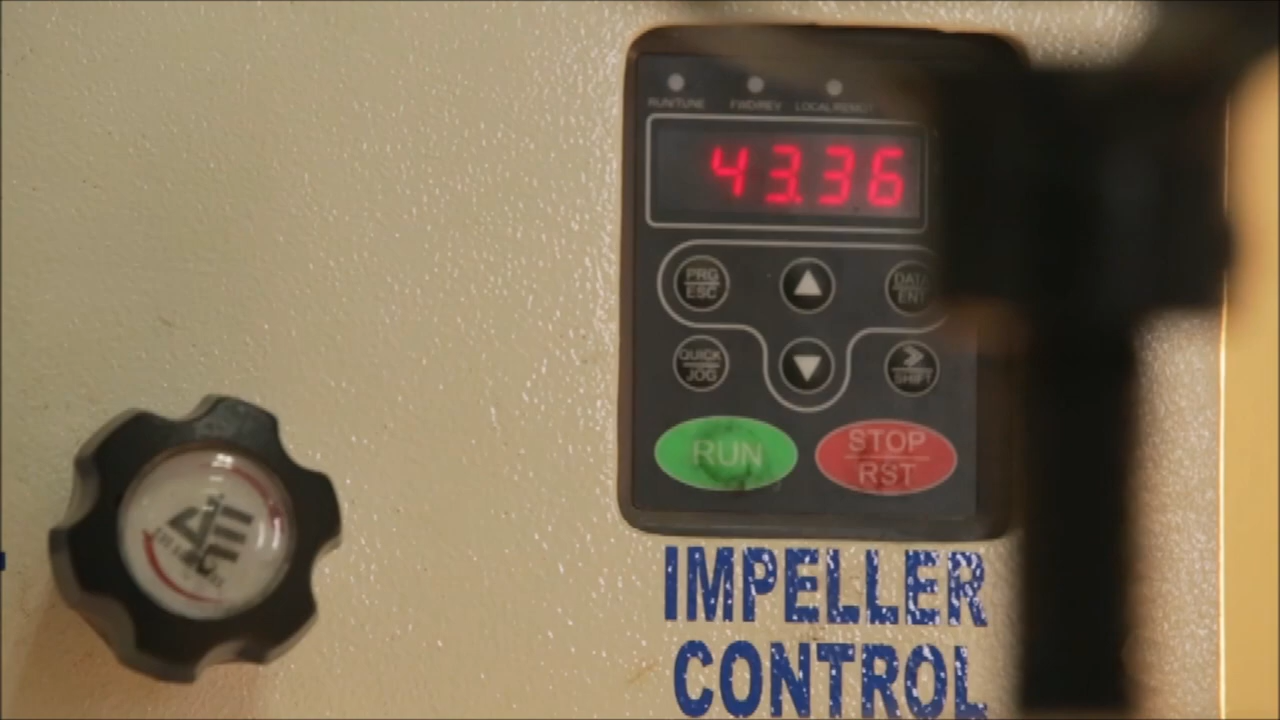 RUN/TUNE FWD/REV LOCAL/REMOT
43.36
PRG
ESC
DATA
ENT
QUICK
JOG
SHIFT
RUN
STOP
RST
IMPELLER
CONTROL